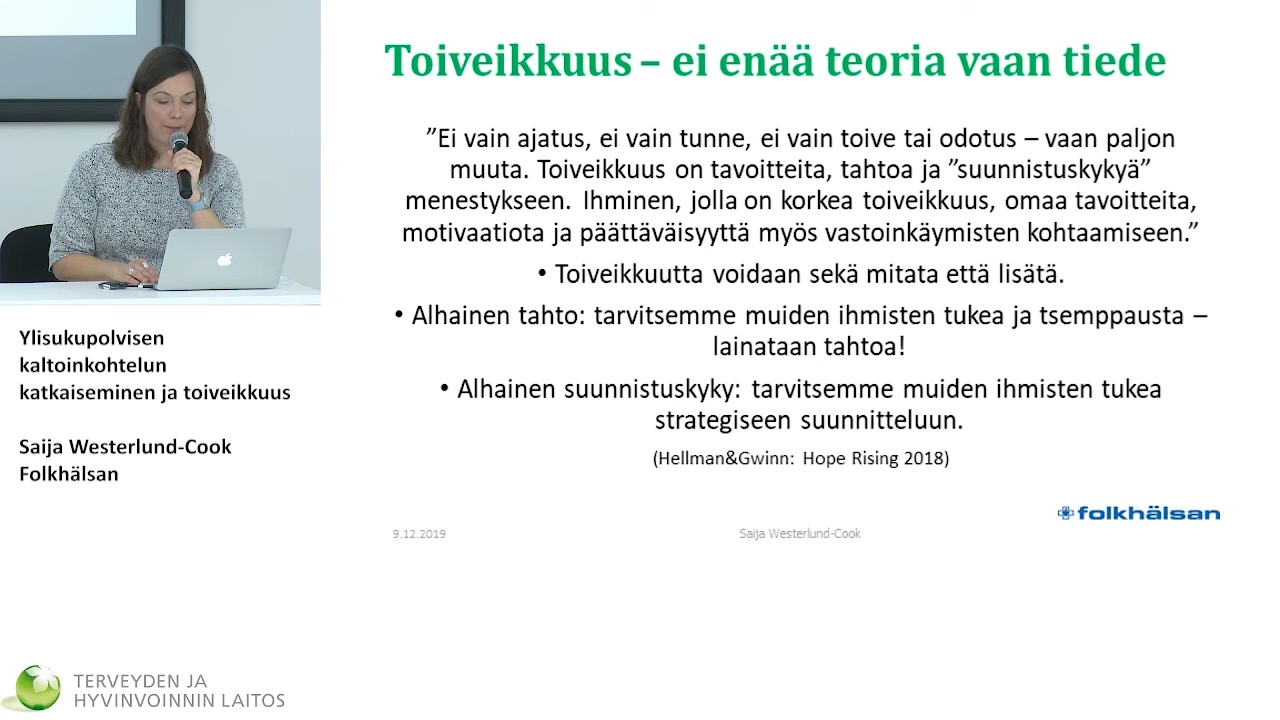 Toiveikkuus – ei enää teoria vaan tiede
”Ei vain ajatus, ei vain tunne, ei vain toive tai odotus – vaan paljon
muuta. Toiveikkuus on tavoitteita, tahtoa ja ”suunnistuskykyä”
menestykseen. Ihminen, jolla on korkea toiveikkuus, omaa tavoitteita,
motivaatiota ja päättäväisyyttä myös vastoinkäymisten kohtaamiseen.”
• Toiveikkuutta voidaan sekä mitata että lisätä.
• Alhainen tahto: tarvitsemme muiden ihmisten tukea ja tsemppausta –
lainataan tahtoa!
• Alhainen suunnistuskyky: tarvitsemme muiden ihmisten tukea
strategiseen suunnitteluun.
(Hellman&Gwinn: Hope Rising 2018)
folkhälsan
9.12.2019
Saija Westerlund-Cook
Ylisukupolvisen
kaltoinkohtelun
katkaiseminen ja toiveikkuus
Saija Westerlund-Cook
Folkhälsan
TERVEYDEN JA
HYVINVOINNIN LAITOS